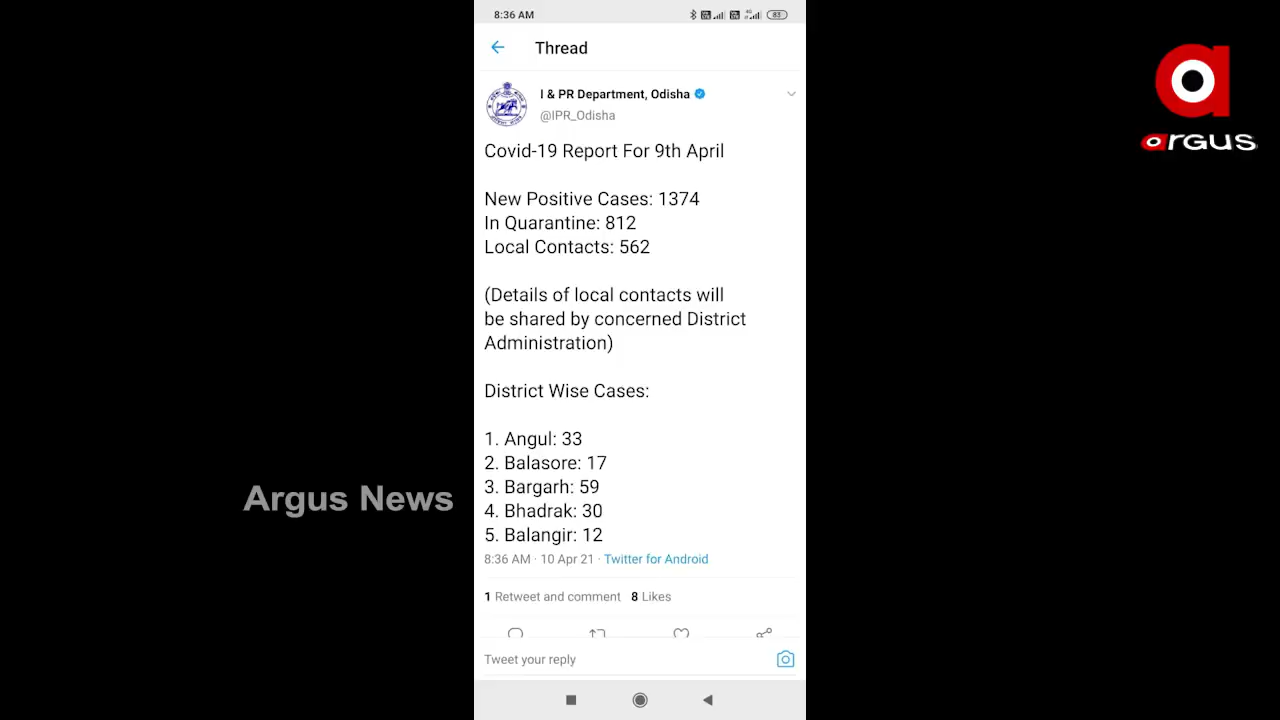 8:36 AM
83
Thread
I & PR Department, Odisha
@IPR_Odisha
Covid-19 Report For 9th April
New Positive Cases: 1374
In Quarantine: 812
Local Contacts: 562
(Details of local contacts will
be shared by concerned District
Administration)
District Wise Cases:
1. Angul: 33
2. Balasore: 17
3. Bargarh: 59
4. Bhadrak: 30
5. Balangir: 12
8:36 AM · 10 Apr 21 · Twitter for Android
1 Retweet and comment 8 Likes
Tweet your reply
Argus News
argus